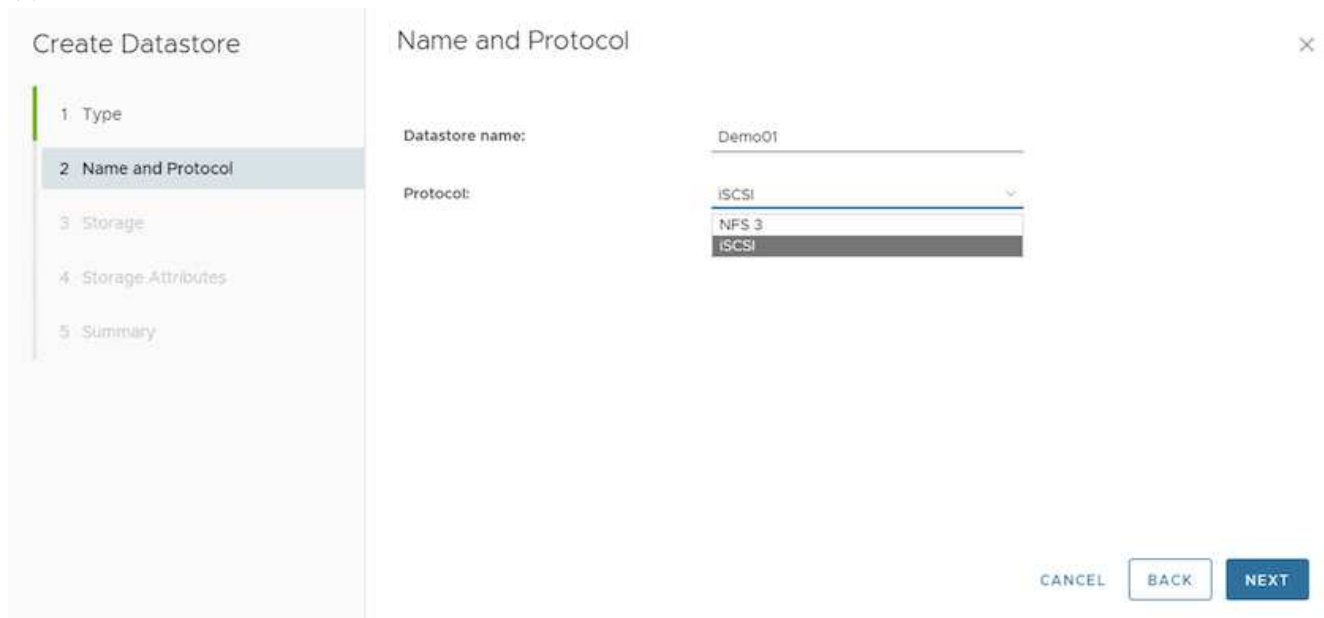 Create Datastore
1 Type
2 Name and Protocol
3 Storage
4 Storage Attributes
5 Summary
Name and Protocol
Datastore name:
Demo01
Protocol:
iSCSI
NFS 3
iSCSI
CANCEL
BACK
NEXT